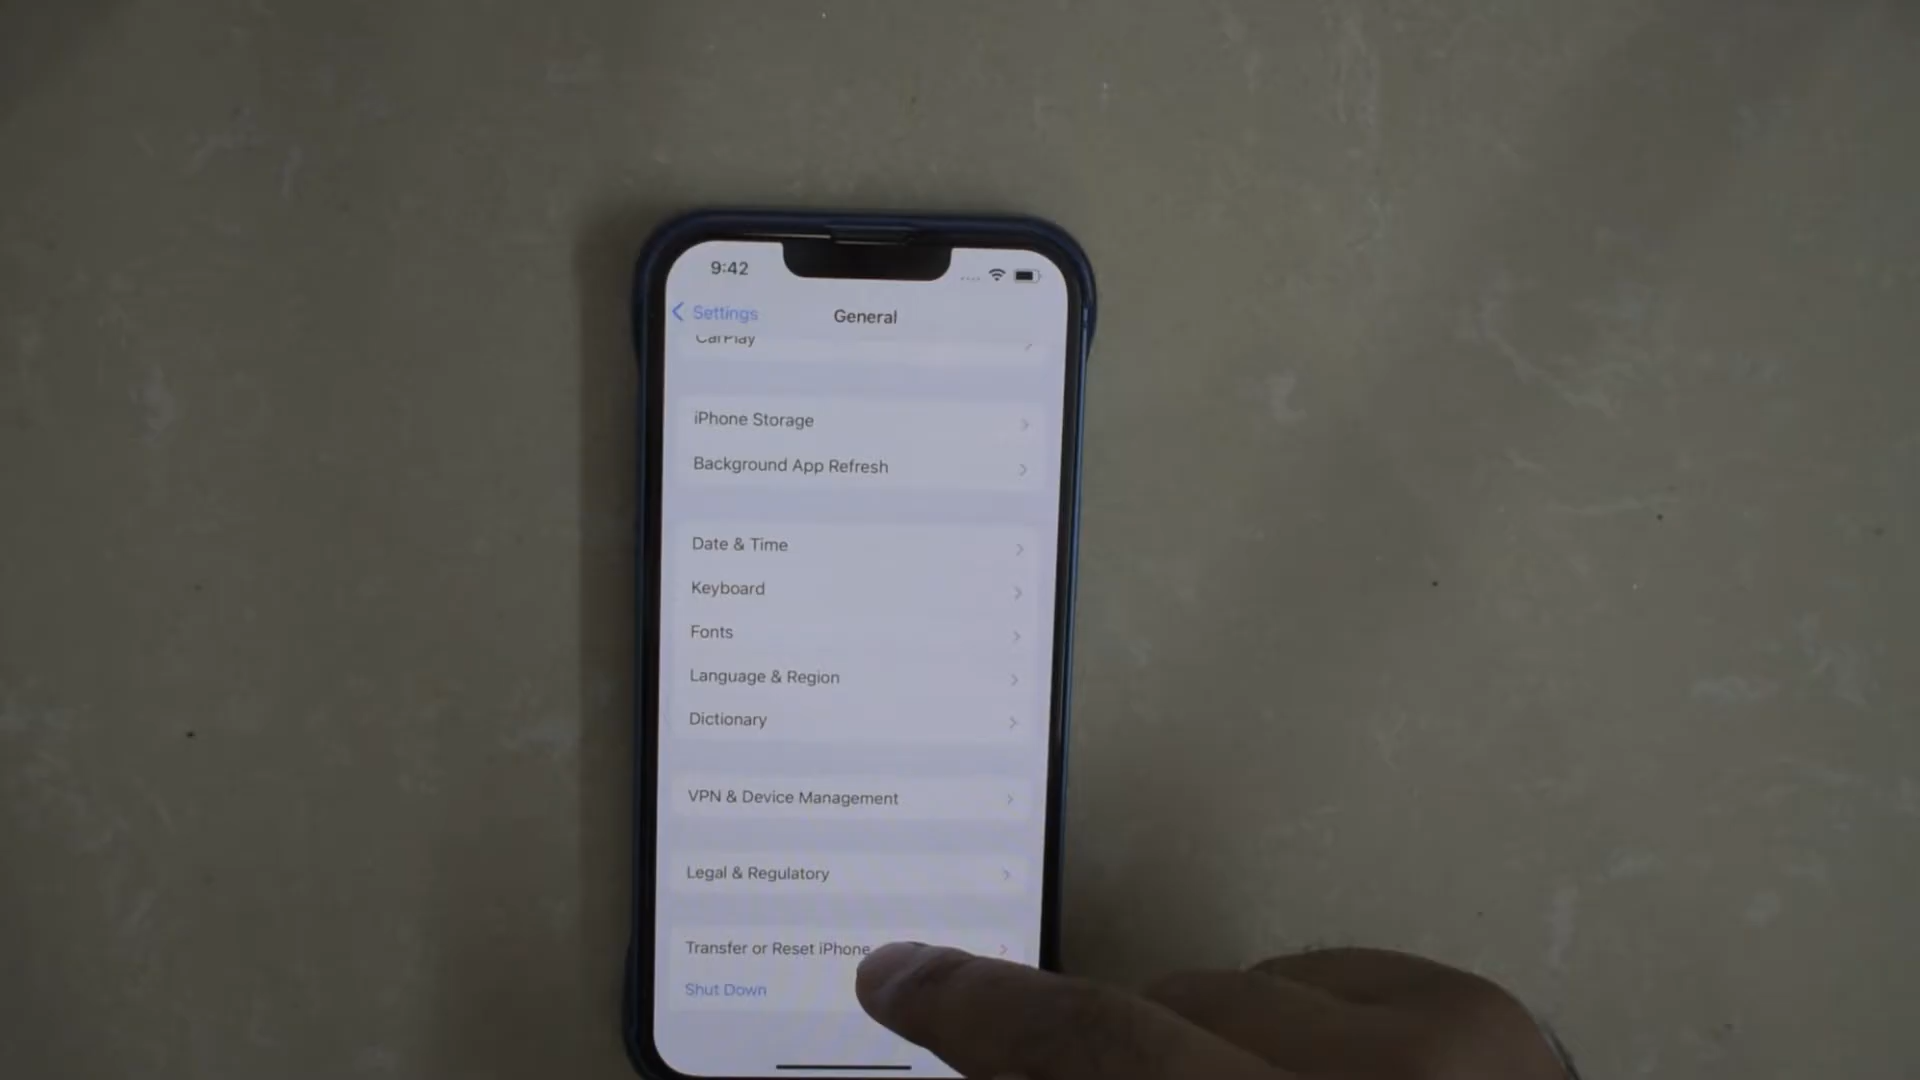 9:42
Settings
General
CarPlay
iPhone Storage
Background App Refresh
Date & Time
Keyboard
Fonts
Language & Region
Dictionary
VPN & Device Management
Legal & Regulatory
Transfer or Reset iPhone
Shut Down